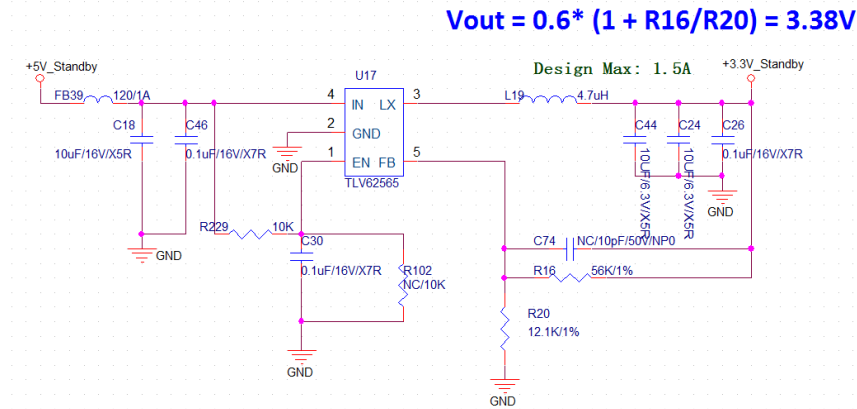 Vout = 0.6* (1 + R16/R20) = 3.38V
+5V_Standby
U17
Design Max: 1.5A
+3.3V_Standby
FB39
120/1A
4
IN
LX
3
L19
4.7uH
C18
C46
2
GND
C44
C24
C26
10uF/16V/X5R
0.1uF/16V/X7R
GND
1
EN
FB
5
10UF/6.3V/X5R
10UF/6.3V/X5R
0.1uF/16V/X7R
TLV62565
GND
R229
10K
C30
C74
NC/10pF/50V/NP0
GND
0.1uF/16V/X7R
R102
NC/10K
R16
56K/1%
R20
12.1K/1%
GND
GND